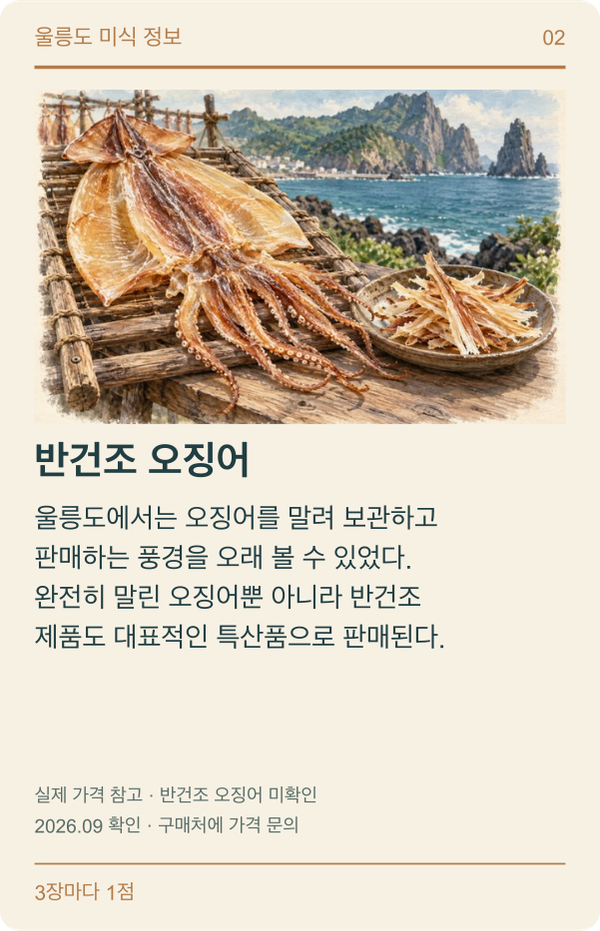 울릉도 미식 정보
02
반건조 오징어
울릉도에서는 오징어를 말려 보관하고
판매하는 풍경을 오래 볼 수 있었다.
완전히 말린 오징어뿐 아니라 반건조
제품도 대표적인 특산품으로 판매된다.
실제 가격 참고 · 반건조 오징어 미확인
2026.09 확인 · 구매처에 가격 문의
3장마다 1점